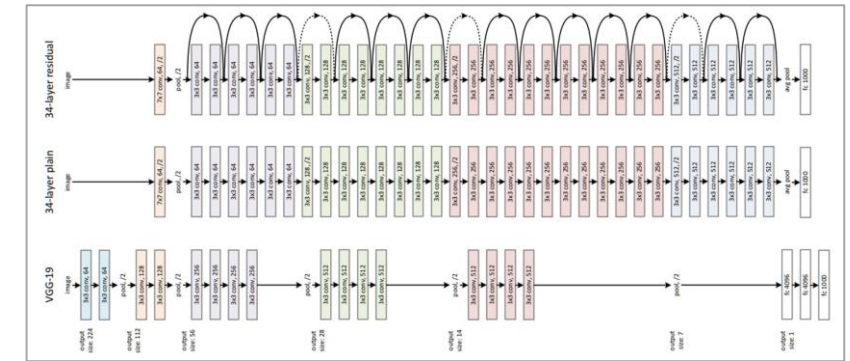 output
size: 224
output
size: 112
output
size: 56
output
size: 28
output
size: 14
output
size: 7
output
size: 1
VGG-19
image
3x3 conv, 64
3x3 conv, 64
pool, /2
3x3 conv, 128
3x3 conv, 128
pool, /2
3x3 conv, 256
3x3 conv, 256
3x3 conv, 256
3x3 conv, 256
pool, /2
3x3 conv, 512
3x3 conv, 512
3x3 conv, 512
3x3 conv, 512
pool, /2
3x3 conv, 512
3x3 conv, 512
3x3 conv, 512
3x3 conv, 512
pool, /2
fc 4096
fc 4096
fc 1000
34-layer plain
image
7x7 conv, 64, /2
pool, /2
3x3 conv, 64
3x3 conv, 64
3x3 conv, 64
3x3 conv, 64
3x3 conv, 64
3x3 conv, 64
3x3 conv, 128, /2
3x3 conv, 128
3x3 conv, 128
3x3 conv, 128
3x3 conv, 128
3x3 conv, 128
3x3 conv, 128
3x3 conv, 128
3x3 conv, 256, /2
3x3 conv, 256
3x3 conv, 256
3x3 conv, 256
3x3 conv, 256
3x3 conv, 256
3x3 conv, 256
3x3 conv, 256
3x3 conv, 256
3x3 conv, 256
3x3 conv, 256
3x3 conv, 256
3x3 conv, 512, /2
3x3 conv, 512
3x3 conv, 512
3x3 conv, 512
3x3 conv, 512
3x3 conv, 512
avg pool
fc 1000
34-layer residual
image
7x7 conv, 64, /2
pool, /2
3x3 conv, 64
3x3 conv, 64
3x3 conv, 64
3x3 conv, 64
3x3 conv, 64
3x3 conv, 64
3x3 conv, 128, /2
3x3 conv, 128
3x3 conv, 128
3x3 conv, 128
3x3 conv, 128
3x3 conv, 128
3x3 conv, 128
3x3 conv, 128
3x3 conv, 256, /2
3x3 conv, 256
3x3 conv, 256
3x3 conv, 256
3x3 conv, 256
3x3 conv, 256
3x3 conv, 256
3x3 conv, 256
3x3 conv, 256
3x3 conv, 256
3x3 conv, 256
3x3 conv, 256
3x3 conv, 512, /2
3x3 conv, 512
3x3 conv, 512
3x3 conv, 512
3x3 conv, 512
3x3 conv, 512
avg pool
fc 1000